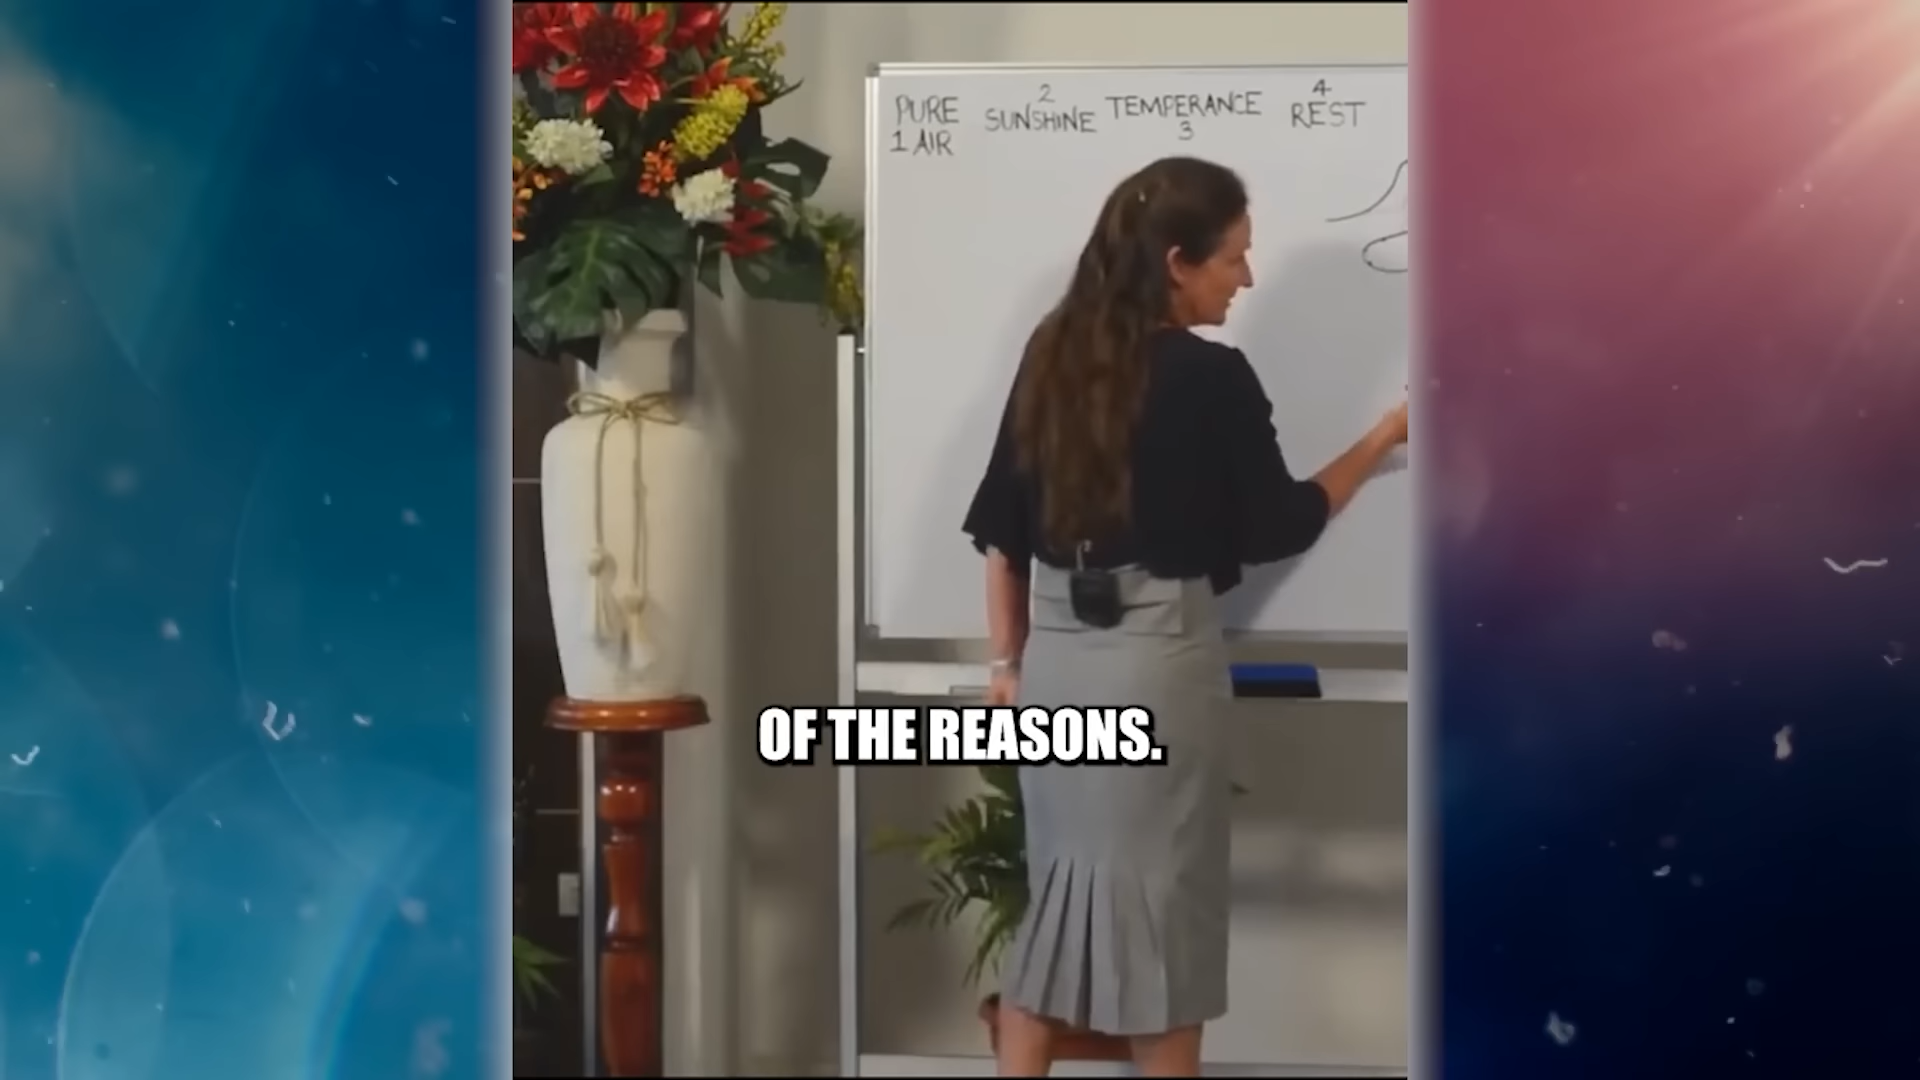 PURE
1 AIR
2
SUNSHINE
TEMPERANCE
3
4
REST
OF THE REASONS.